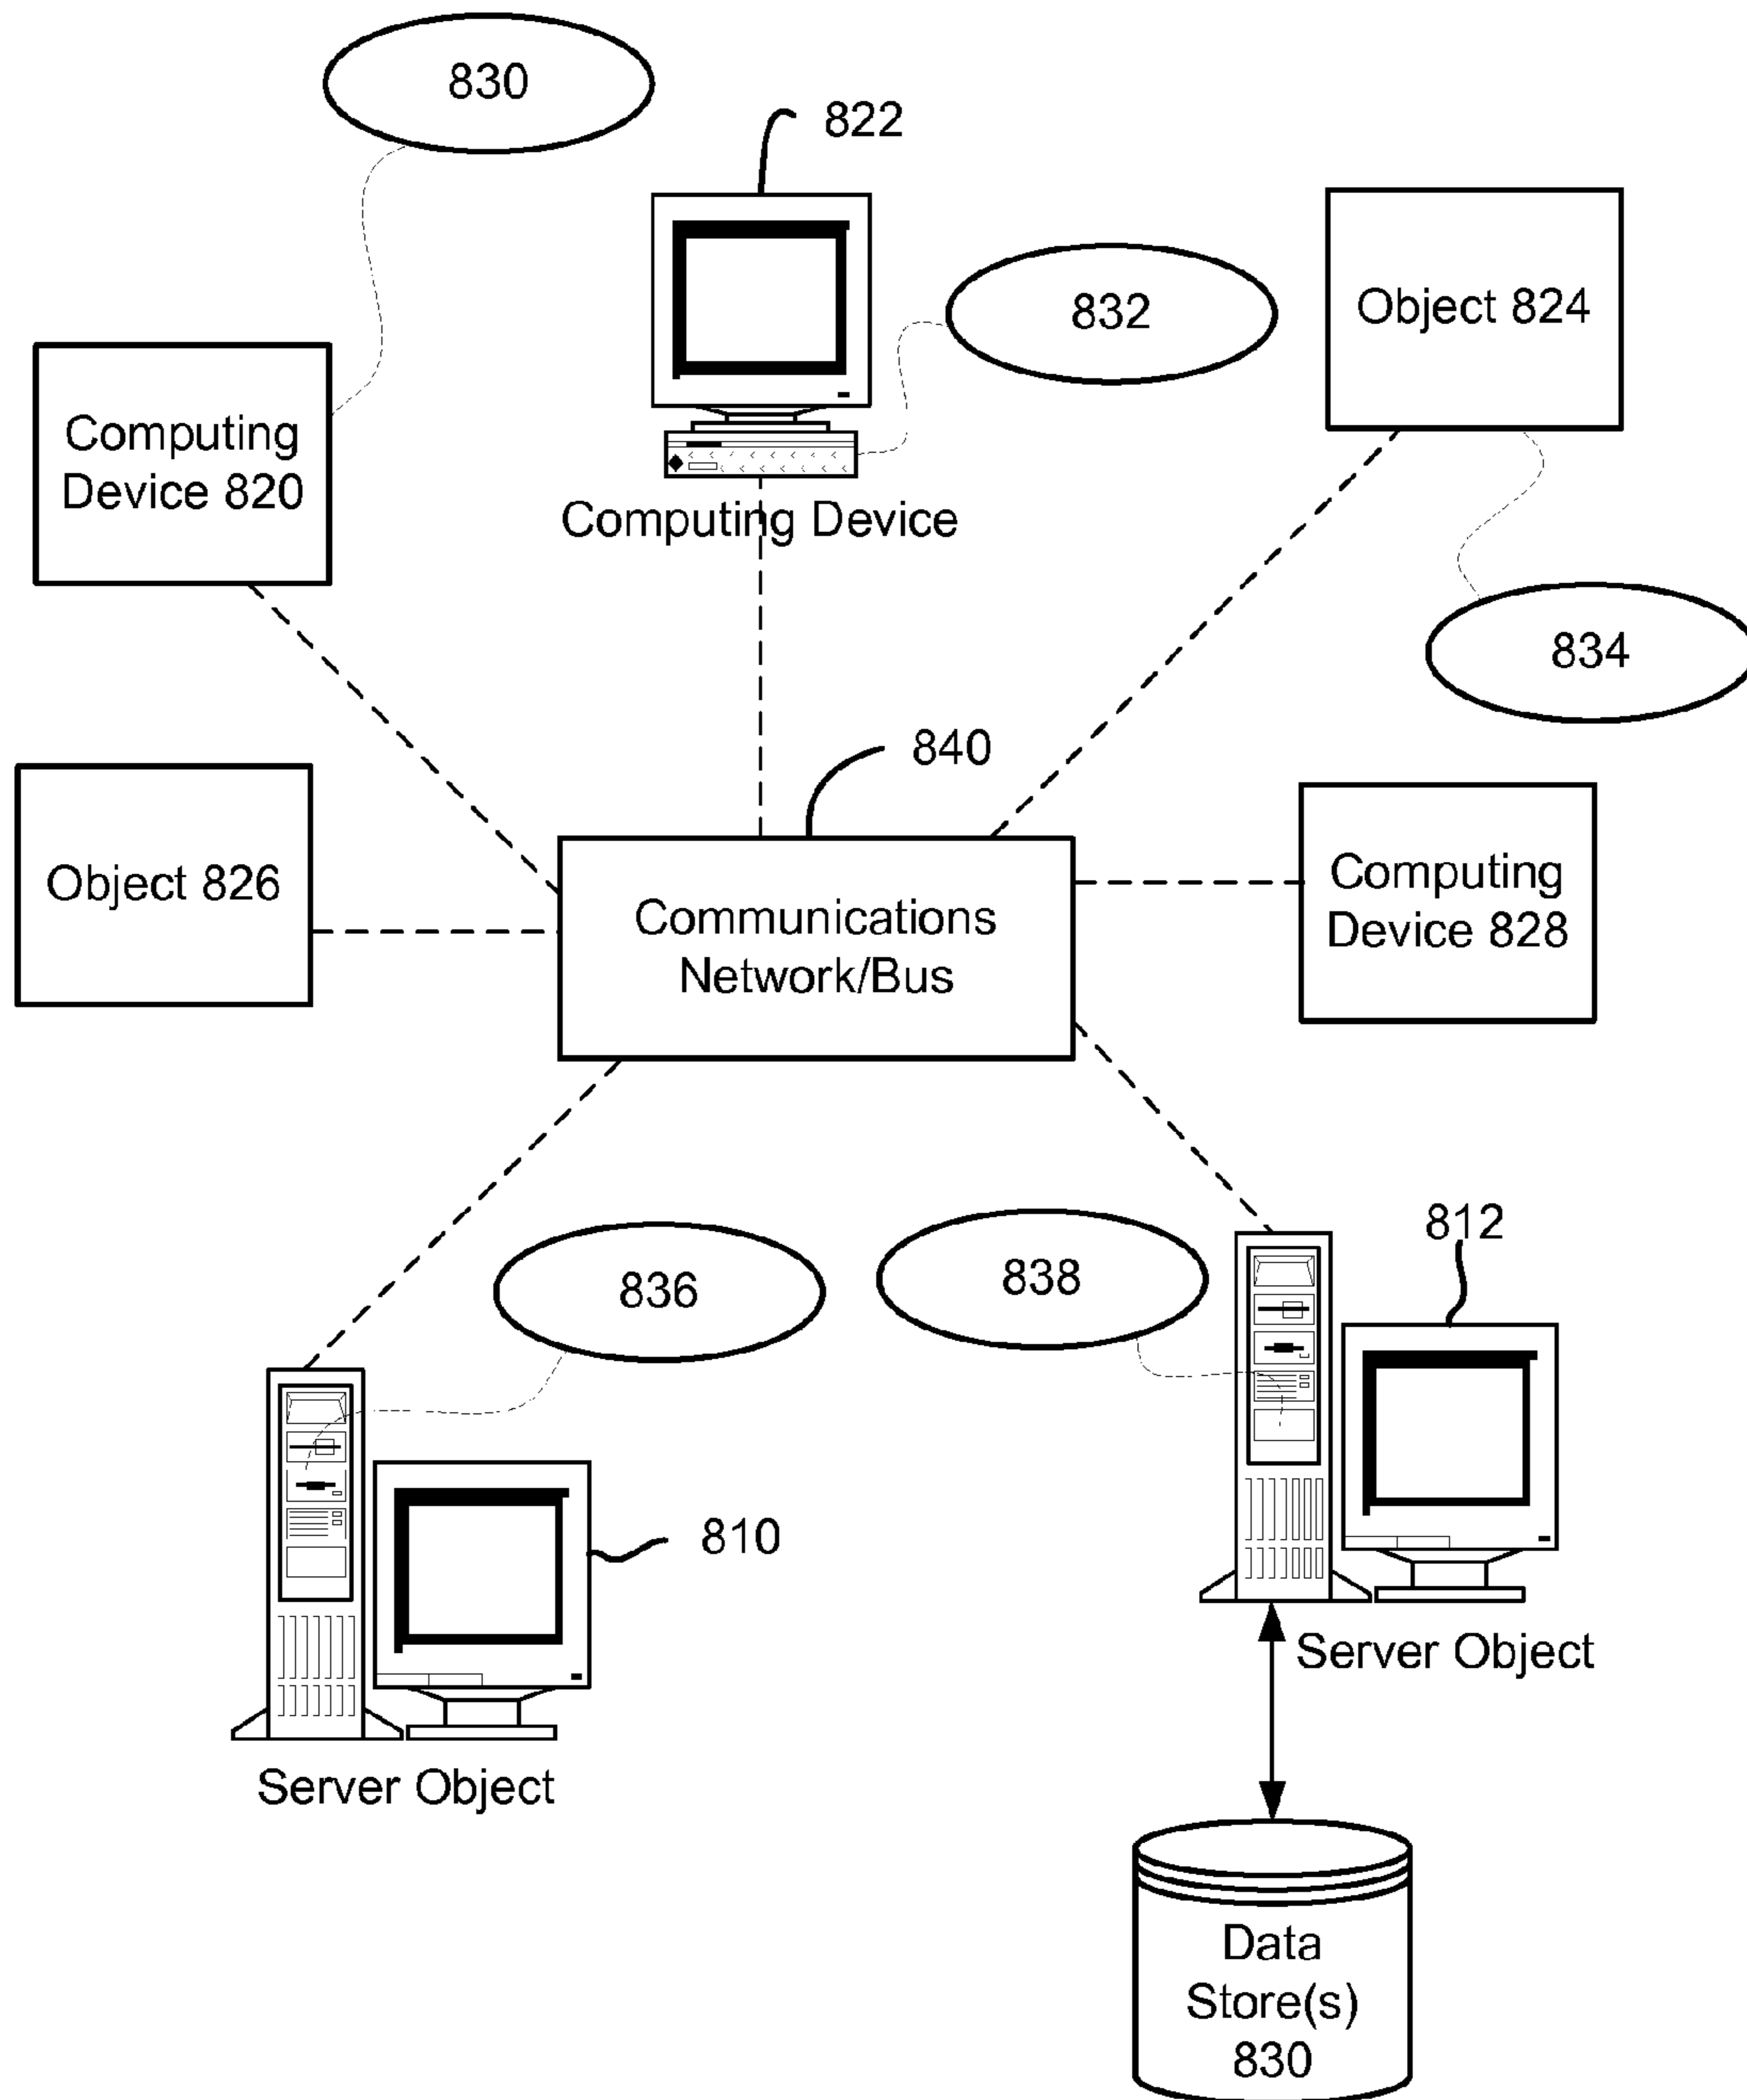 830
822
832
Object 824
Computing
Device 820
Computing Device
834
840
Object 826
Communications
Network/Bus
Computing
Device 828
836
838
812
810
Server Object
Server Object
Data
Store(s)
830